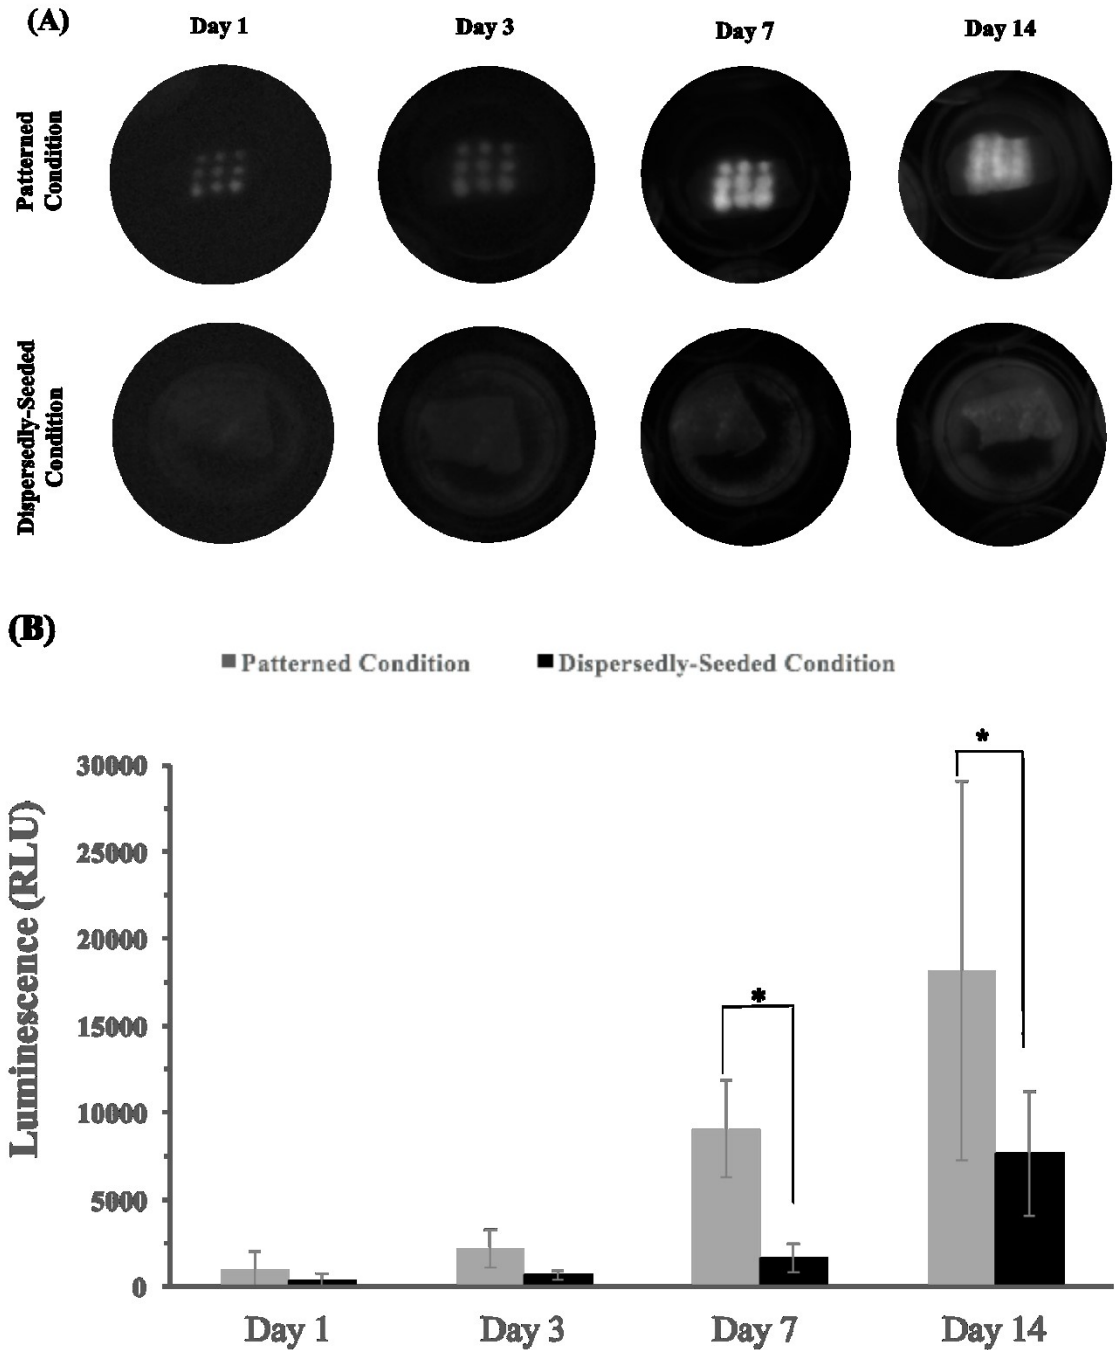 (A)
Day 1
Day 3
Day 7
Day 14
Patterned
Condition
Dispersedly-Seeded
Condition
(B)
Patterned Condition
Dispersedly-Seeded Condition
Luminescence (RLU)
30000
25000
20000
15000
10000
5000
0
*
*
Day 1
Day 3
Day 7
Day 14